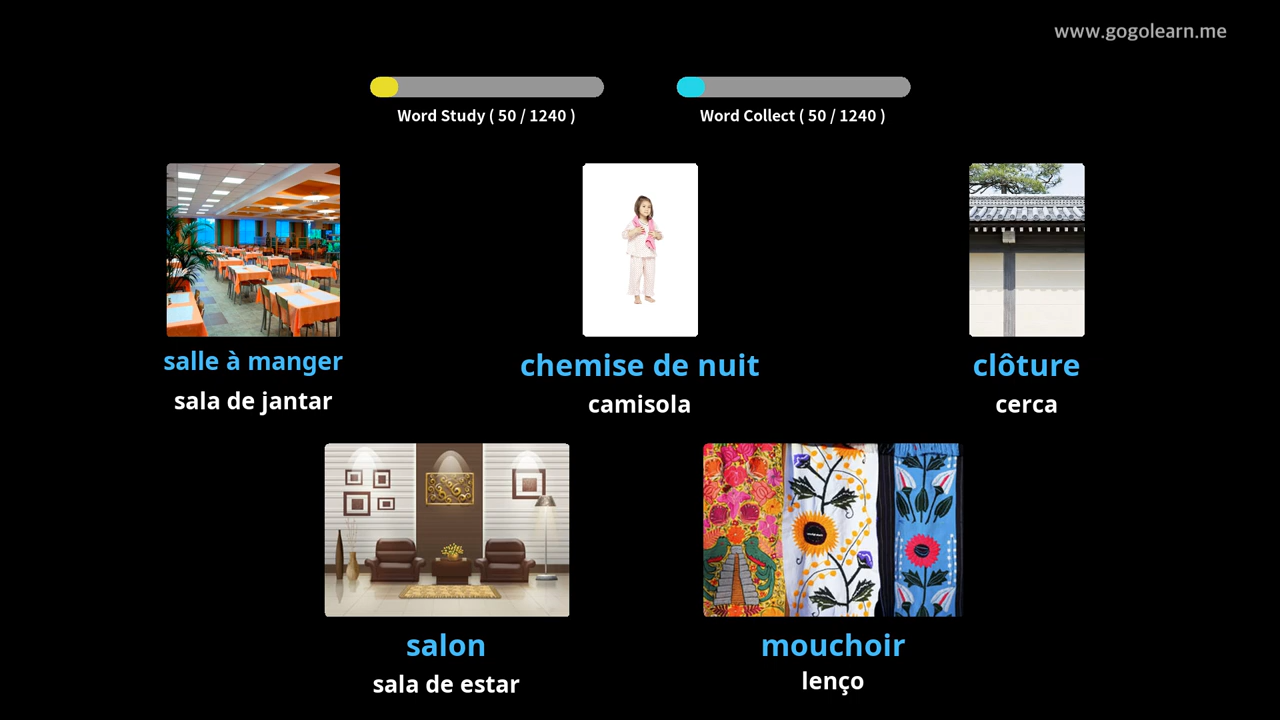 www.gogolearn.me
Word Study ( 50 / 1240 )
Word Collect ( 50 / 1240 )
salle à manger
sala de jantar
chemise de nuit
camisola
clôture
cerca
salon
sala de estar
mouchoir
lenço